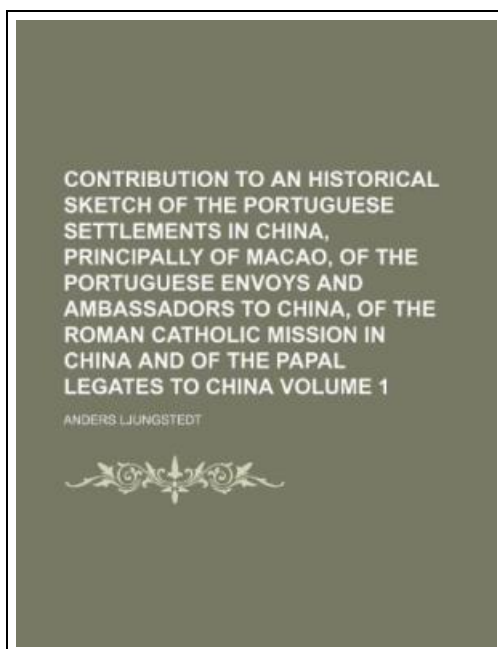 CONTRIBUTION TO AN HISTORICAL
SKETCH OF THE PORTUGUESE
SETTLEMENTS IN CHINA,
PRINCIPALLY OF MACAO, OF THE
PORTUGUESE ENVOYS AND
AMBASSADORS TO CHINA, OF THE
ROMAN CATHOLIC MISSION IN
CHINA AND OF THE PAPAL
LEGATES TO CHINA VOLUME 1
ANDERS LJUNGSTEDT